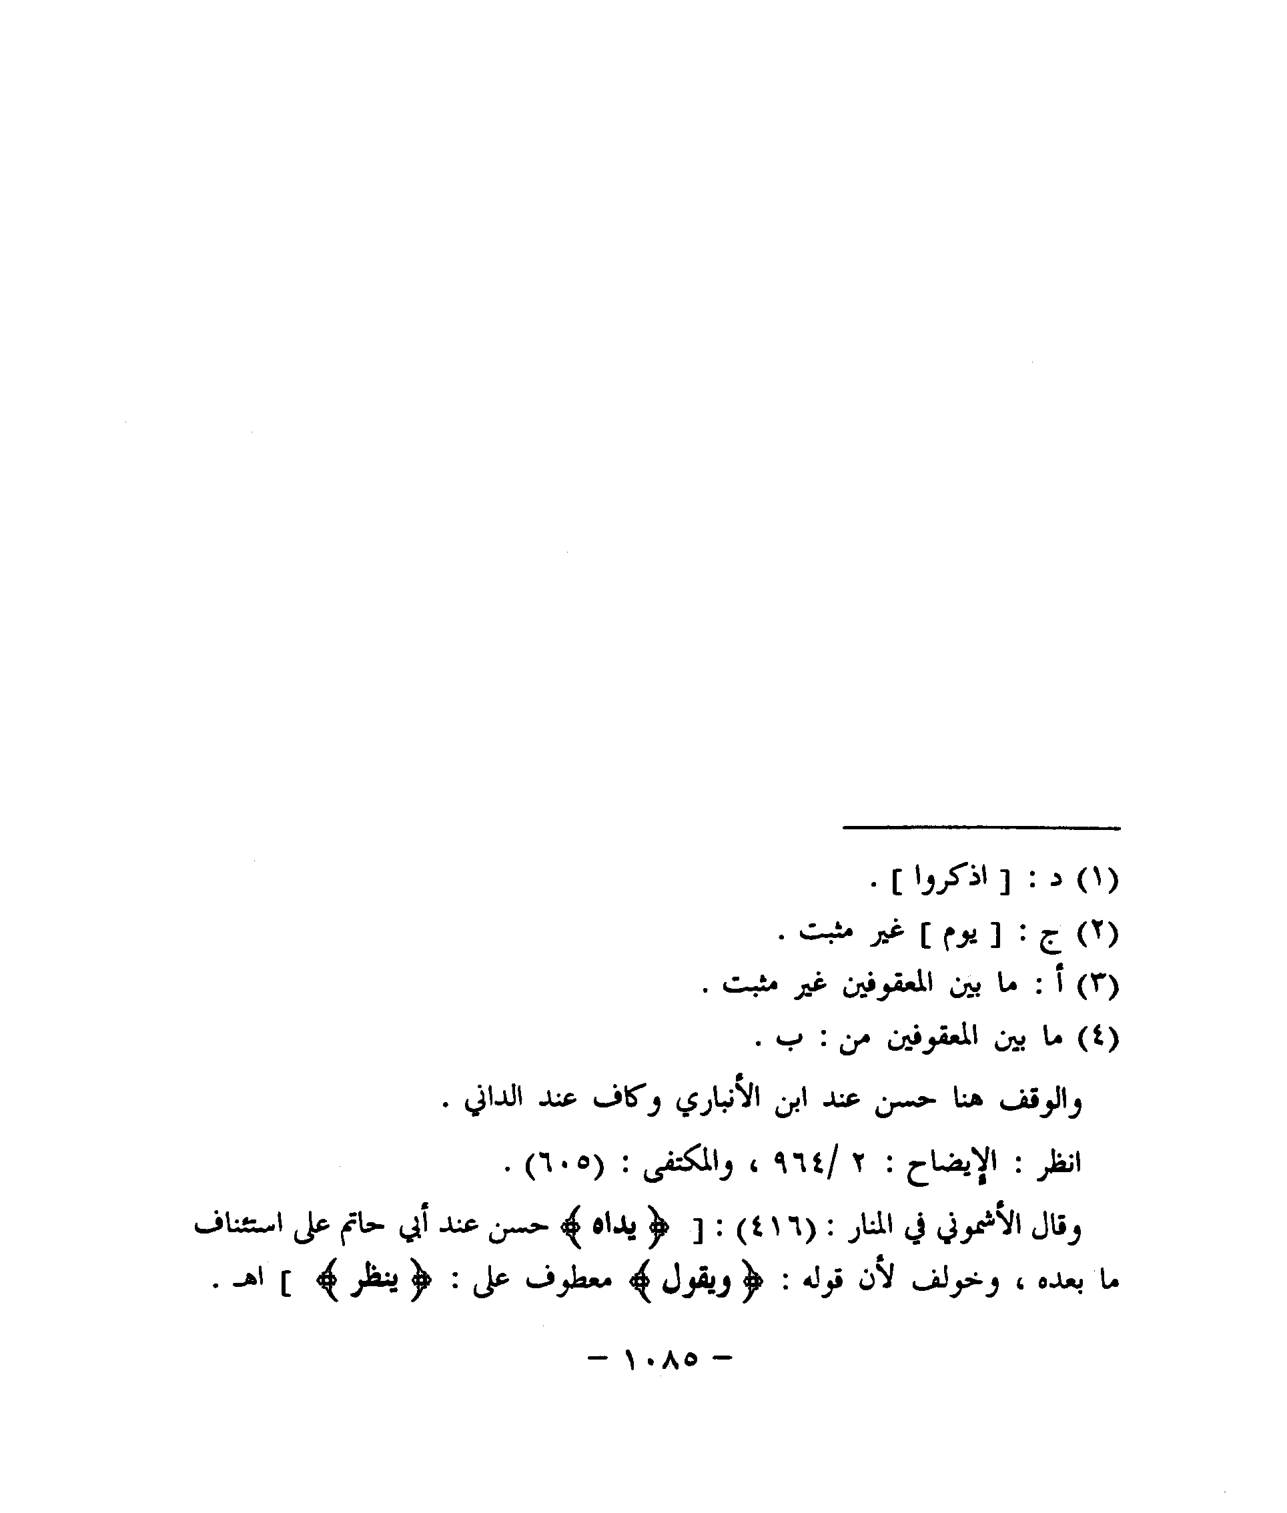 (١) د : [ اذكروا ] .
(٢) ج : [ يوم ] غير مثبت .
(٣) أ : ما بين المعقوفين غير مثبت .
(٤) ما بين المعقوفين من : ب .
والوقف هنا حسن عند ابن الأنباري وكاف عند الداني .
انظر : الإيضاح : ٢ /٩٦٤ ، والمكتفى : (٦٠٥) .
وقال الأشموني في المنار : (٤١٦) : [ ﴿ يداه ﴾ حسن عند أبي حاتم على استئناف
ما بعده ، وخولف لأن قوله : ﴿ ويقول ﴾ معطوف على : ﴿ ينظر ﴾ ] اهـ .
– ١٠٨٥ –